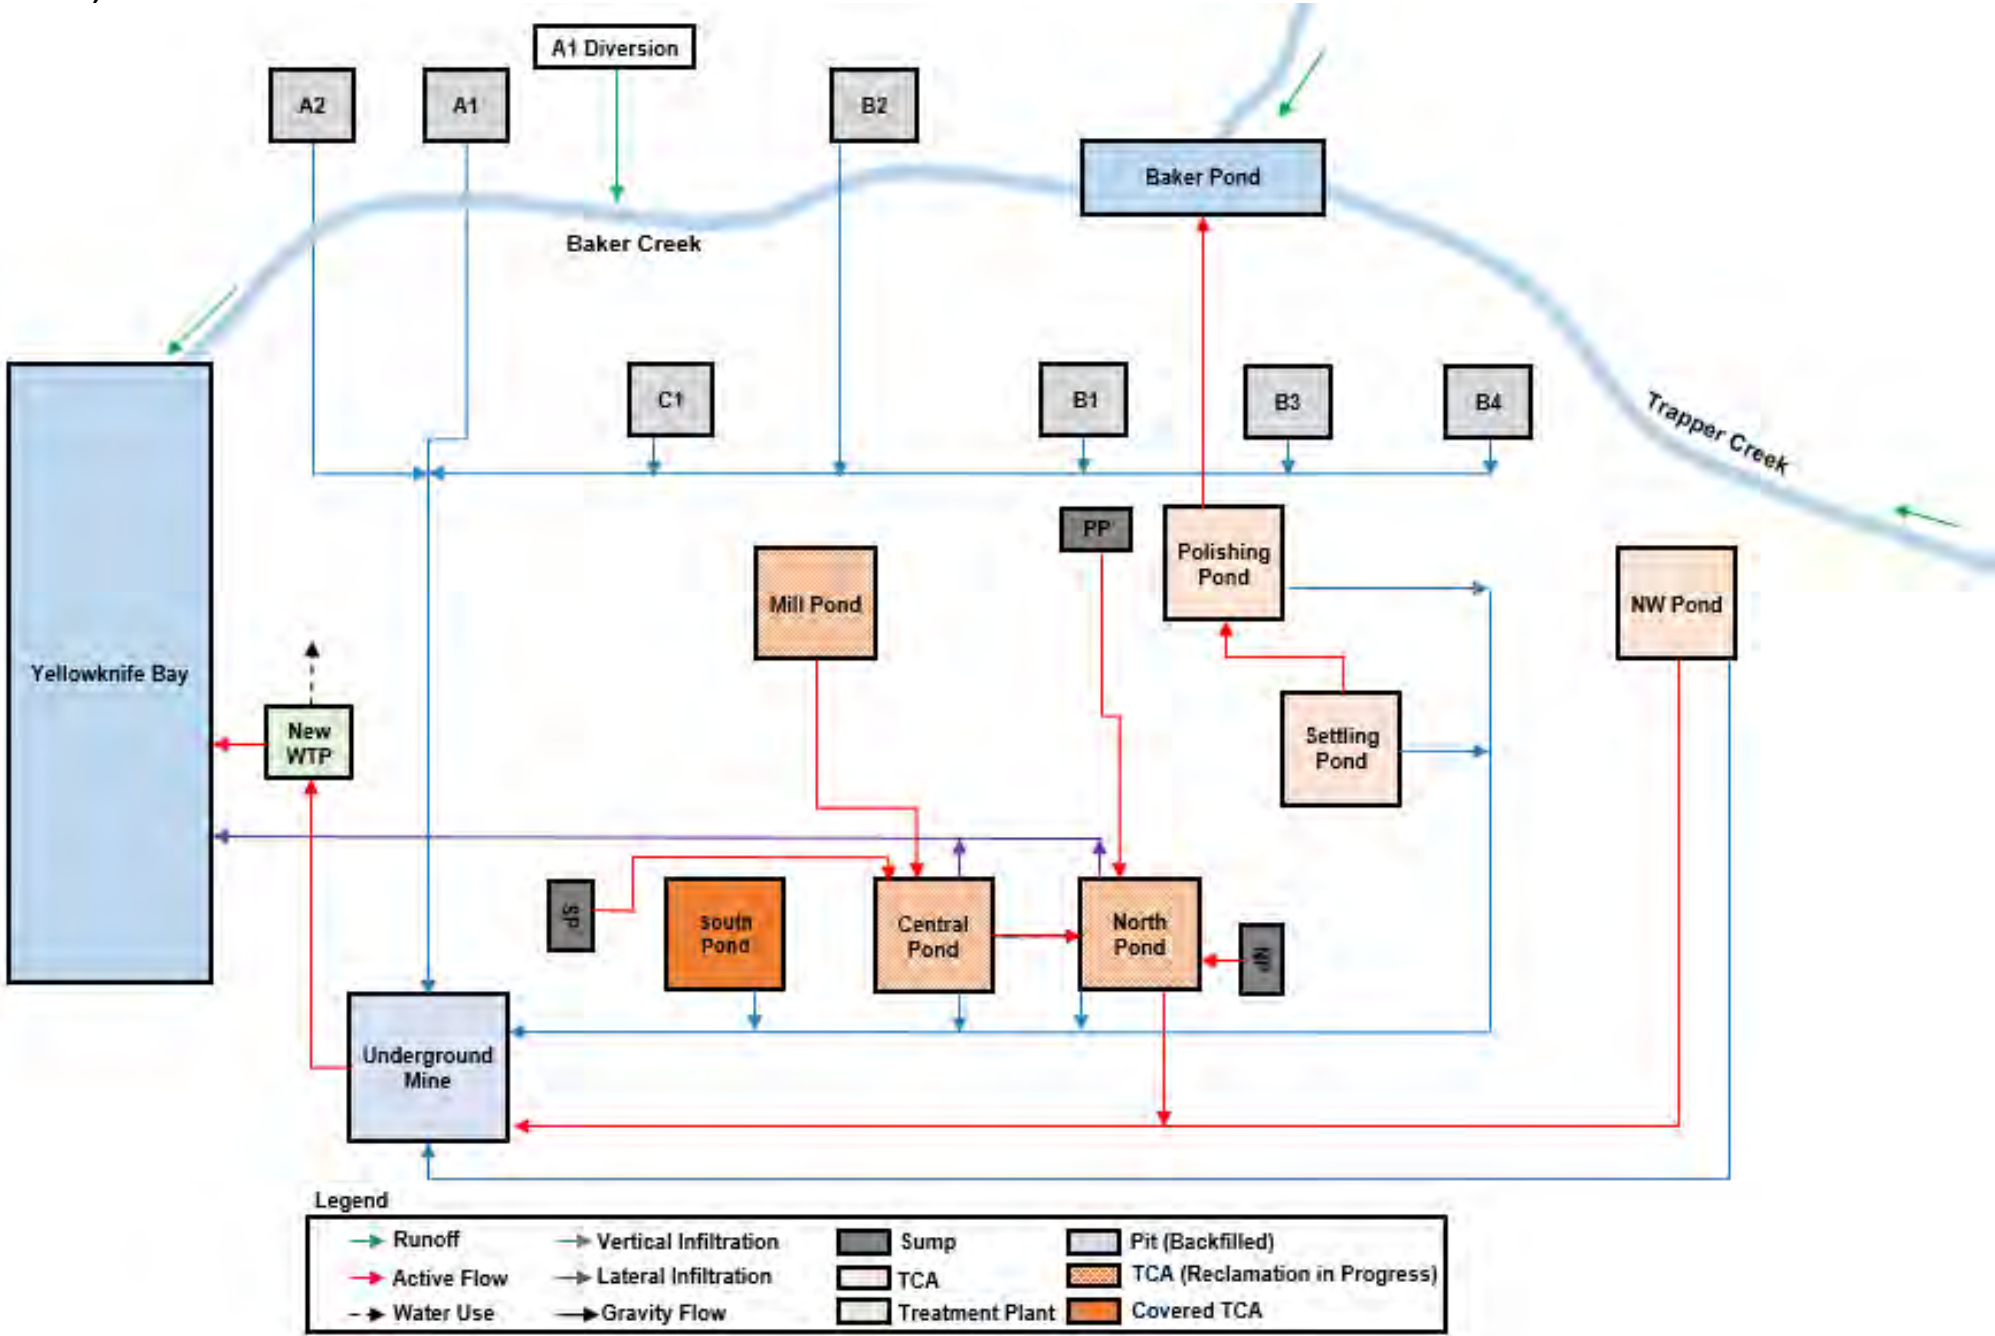 A1 Diversion
A2
A1
B2
Baker Pond
Baker Creek
C1
B1
B3
B4
Trapper Creek
PP
Polishing
Pond
Mill Pond
NW Pond
Yellowknife Bay
New
WTP
Settling
Pond
SP
South
Pond
Central
Pond
North
Pond
NP
Underground
Mine
Legend
Runoff
Vertical Infiltration
Sump
Pit (Backfilled)
Active Flow
Lateral Infiltration
TCA
TCA (Reclamation in Progress)
Water Use
Gravity Flow
Treatment Plant
Covered TCA